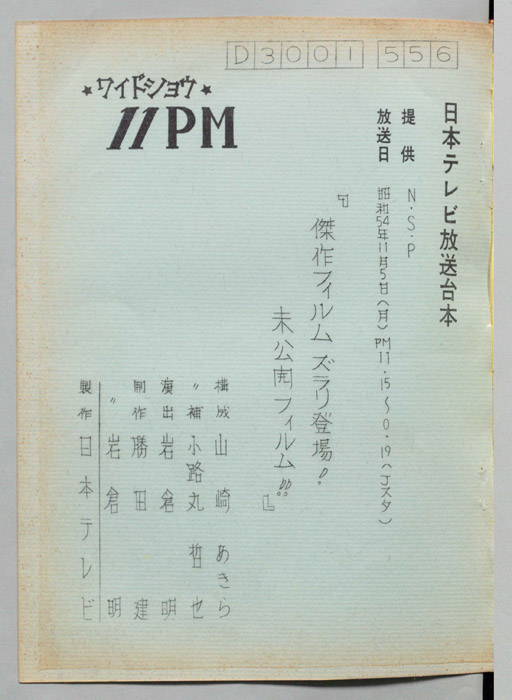 D3001 556
★ワイドショウ★
11PM
日本テレビ放送台本
提供 N・S・P
放送日 昭和54年11月5日(月) PM11・15〜0・19(Jスタ)
『傑作フィルムズラリ登場!!
未公開フィルム!!』
構成 山崎 あきら
〃補 小路丸 哲也
演出 岩倉 明
制作 勝田 建
〃 岩倉 明
製作 日本テレビ